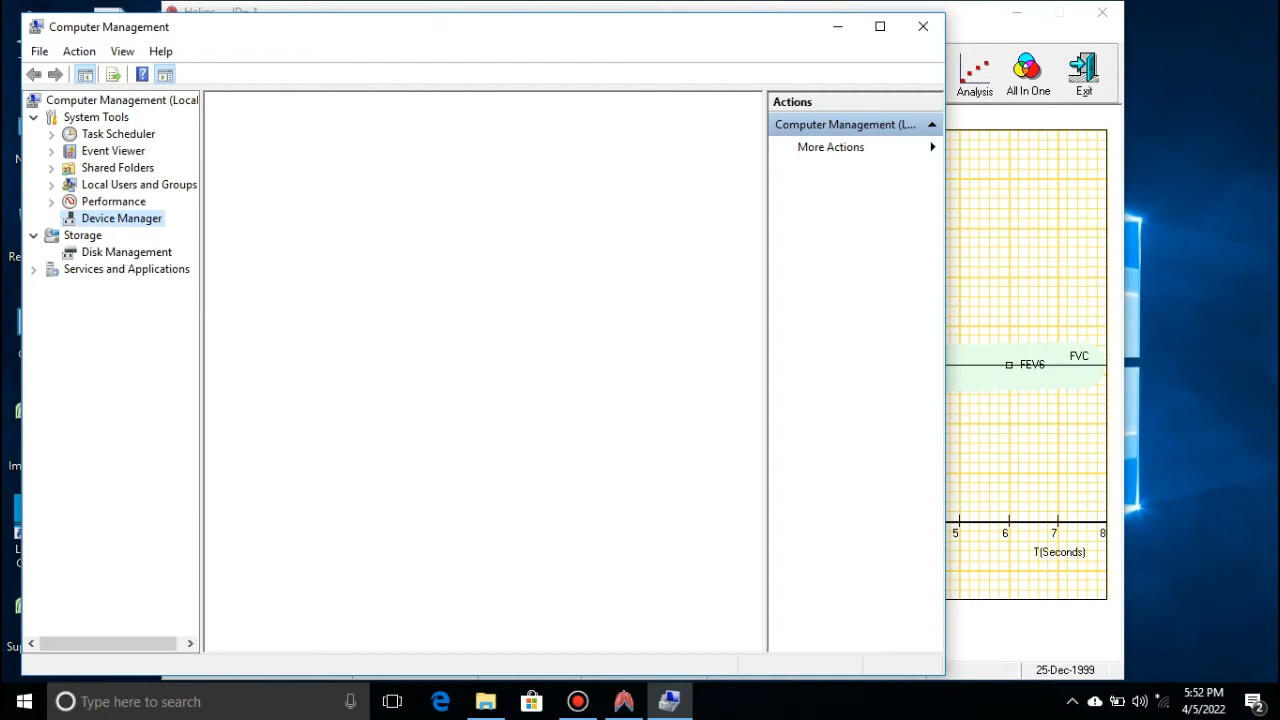 Computer Management
File Action View Help
Computer Management (Local
System Tools
Task Scheduler
Event Viewer
Shared Folders
Local Users and Groups
Performance
Device Manager
Storage
Disk Management
Services and Applications
Actions
Computer Management (L...
More Actions
Analysis All In One Exit
FEV6 FVC
5 6 7 8
T(Seconds)
25-Dec-1999
Type here to search
5:52 PM
4/5/2022
2